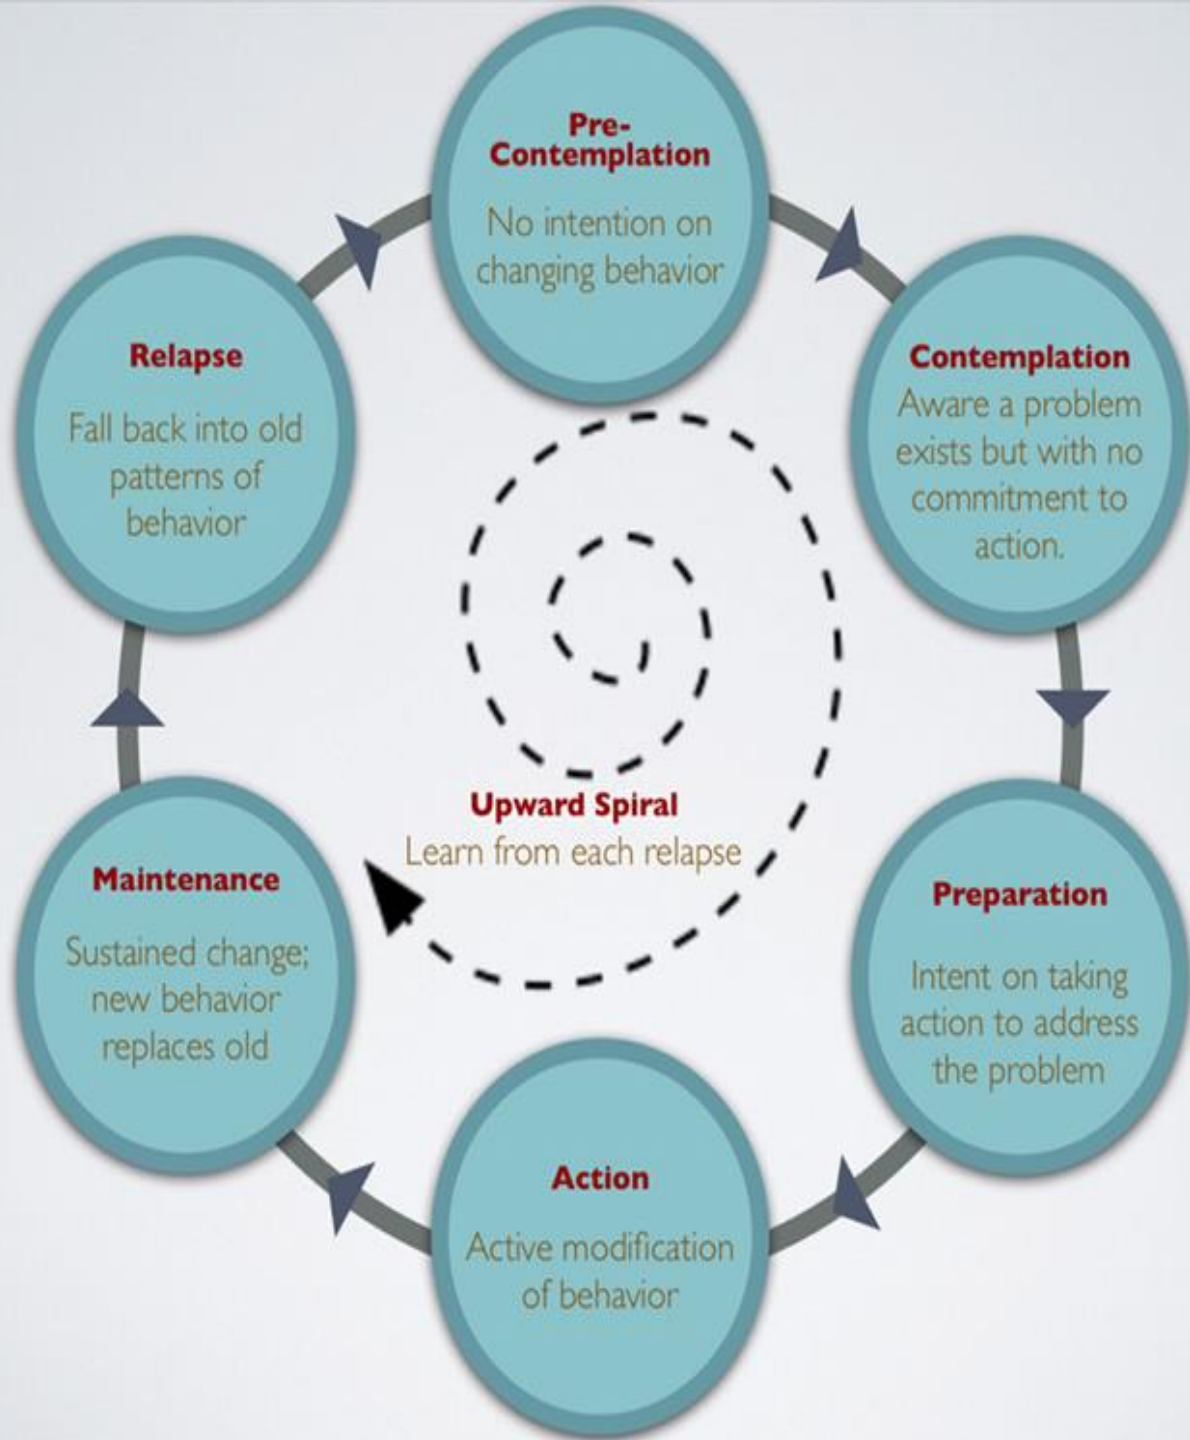 Pre-
Contemplation
No intention on
changing behavior
Contemplation
Aware a problem
exists but with no
commitment to
action.
Preparation
Intent on taking
action to address
the problem
Action
Active modification
of behavior
Maintenance
Sustained change;
new behavior
replaces old
Relapse
Fall back into old
patterns of
behavior
Upward Spiral
Learn from each relapse